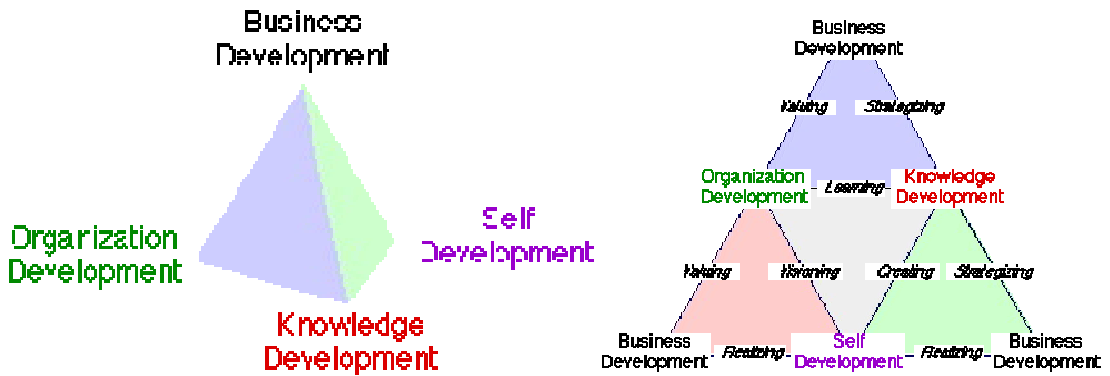 Business
Development
Organization
Development
Self
Development
Knowledge
Development
Business
Development
Valuing
Strategizing
Organization
Development
Learning
Knowledge
Development
Valuing
Visioning
Creating
Strategizing
Business
Development
Realizing
Self
Development
Realizing
Business
Development